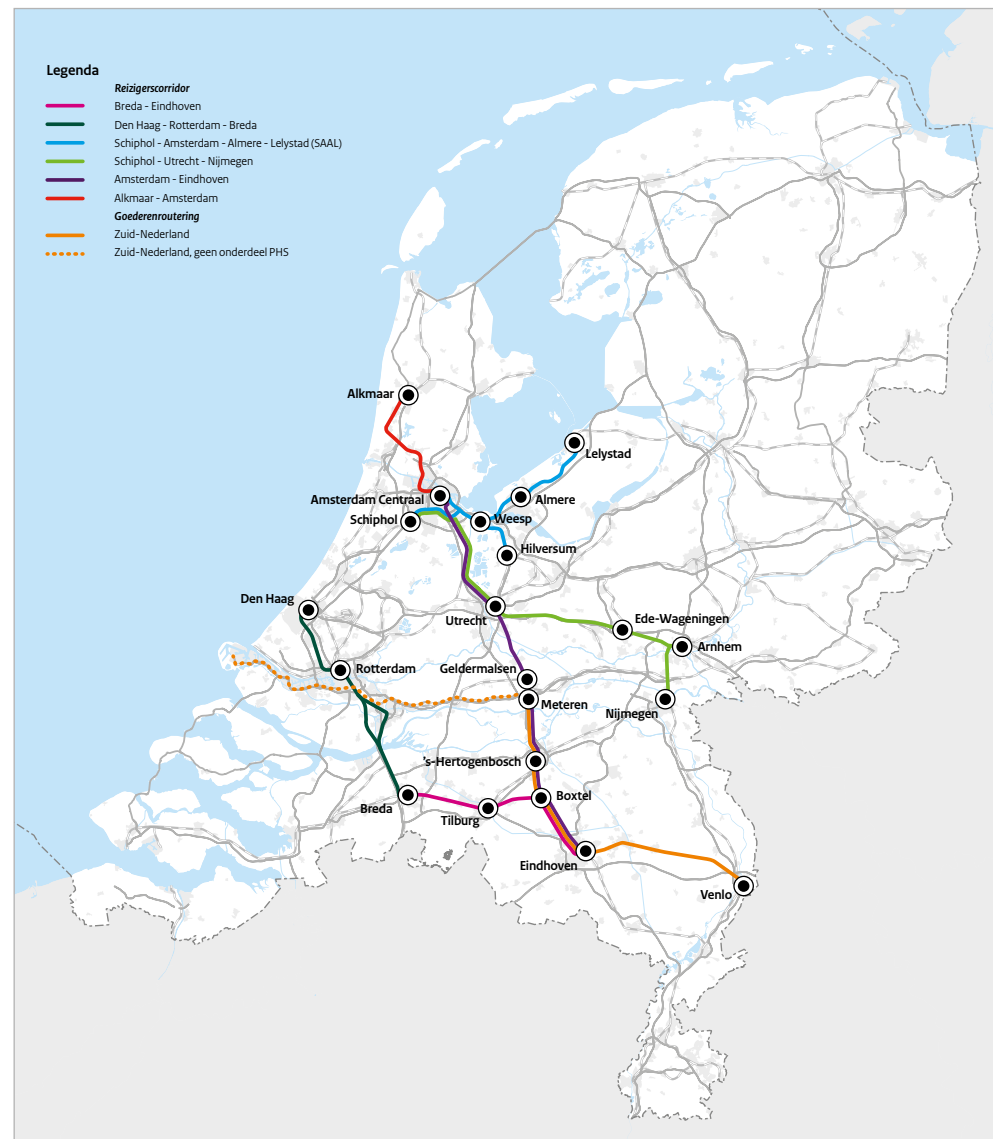 Legenda
Reizigerscorridor
Breda - Eindhoven
Den Haag - Rotterdam - Breda
Schiphol - Amsterdam - Almere - Lelystad (SAAL)
Schiphol - Utrecht - Nijmegen
Amsterdam - Eindhoven
Alkmaar - Amsterdam
Goederenroutering
Zuid-Nederland
Zuid-Nederland, geen onderdeel PHS
Alkmaar
Lelystad
Amsterdam Centraal
Almere
Schiphol
Weesp
Hilversum
Den Haag
Utrecht
Ede-Wageningen
Arnhem
Rotterdam
Geldermalsen
Meteren
Nijmegen
's-Hertogenbosch
Breda
Boxtel
Tilburg
Eindhoven
Venlo